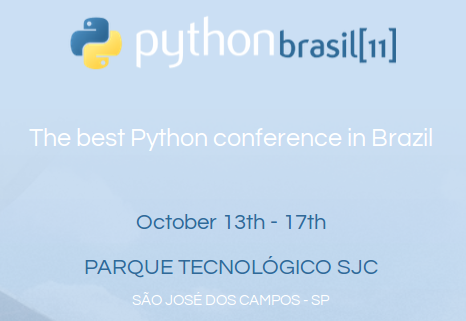 python brasil[11]
The best Python conference in Brazil
October 13th - 17th
PARQUE TECNOLÓGICO SJC
SÃO JOSÉ DOS CAMPOS - SP